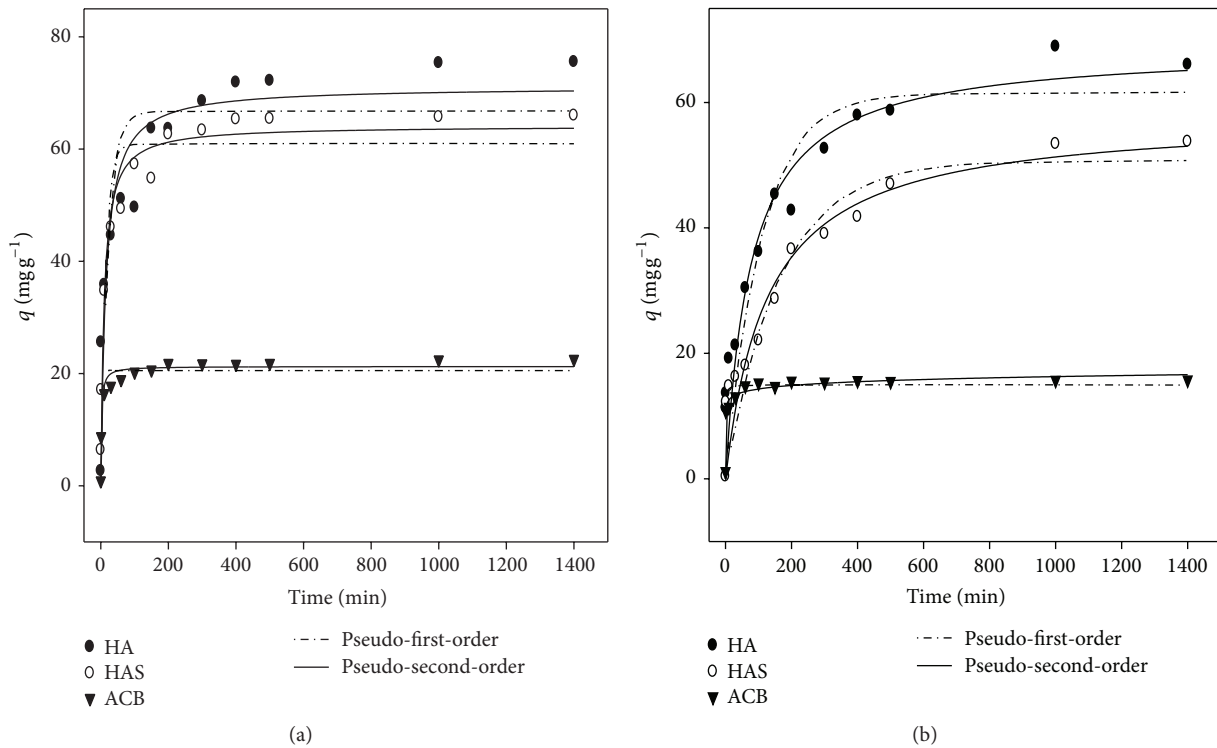 80
60
40
20
0
q (mg g⁻¹)
0 200 400 600 800 1000 1200 1400
Time (min)
HA
HAS
ACB
Pseudo-first-order
Pseudo-second-order
(a)
60
40
20
0
q (mg g⁻¹)
0 200 400 600 800 1000 1200 1400
Time (min)
HA
HAS
ACB
Pseudo-first-order
Pseudo-second-order
(b)